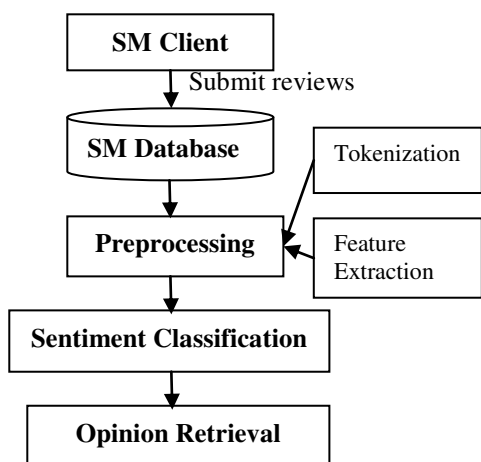 SM Client
Submit reviews
SM Database
Tokenization
Preprocessing
Feature
Extraction
Sentiment Classification
Opinion Retrieval